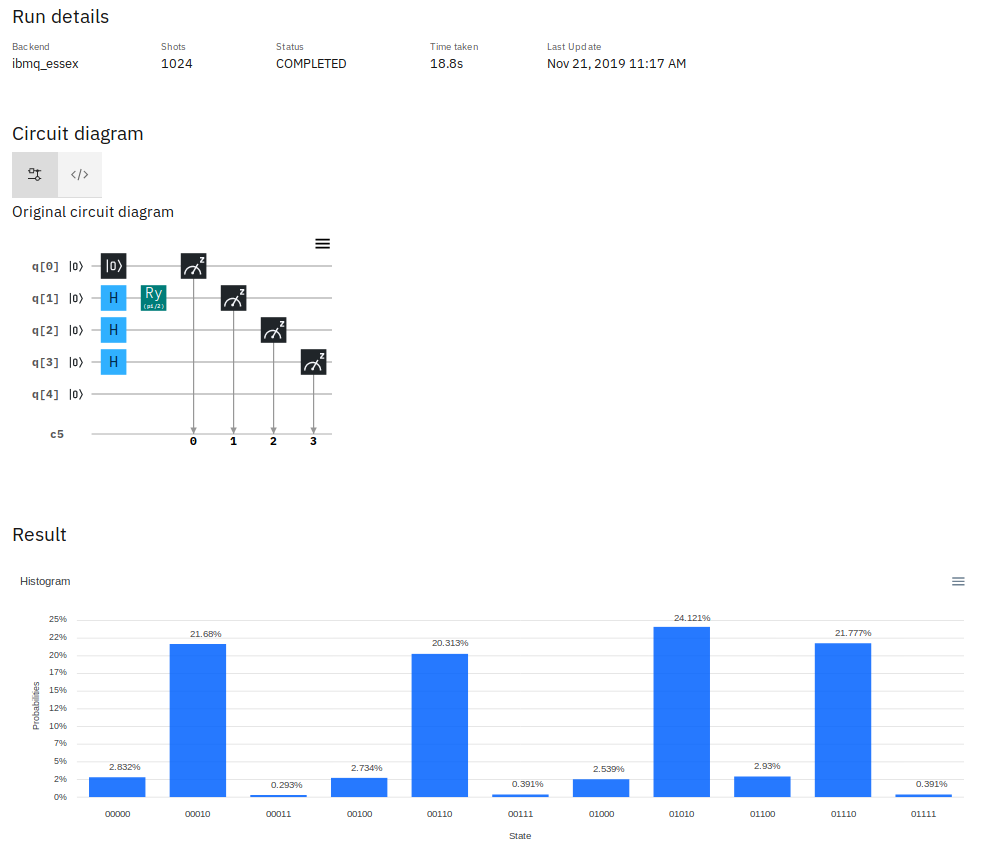 Run details
Backend Shots Status Time taken Last Update
ibmq_essex 1024 COMPLETED 18.8s Nov 21, 2019 11:17 AM
Circuit diagram
</>
Original circuit diagram
q[0] |0⟩ |0⟩ z
q[1] |0⟩ H Ry (pi/2) z
q[2] |0⟩ H z
q[3] |0⟩ H z
q[4] |0⟩
c5
0 1 2 3
Result
Histogram
25%
22%
20%
17%
15%
12%
10%
7%
5%
2%
0%
Probabilities
2.832% 21.68% 0.293% 2.734% 20.313% 0.391% 2.539% 24.121% 2.93% 21.777% 0.391%
00000 00010 00011 00100 00110 00111 01000 01010 01100 01110 01111
State